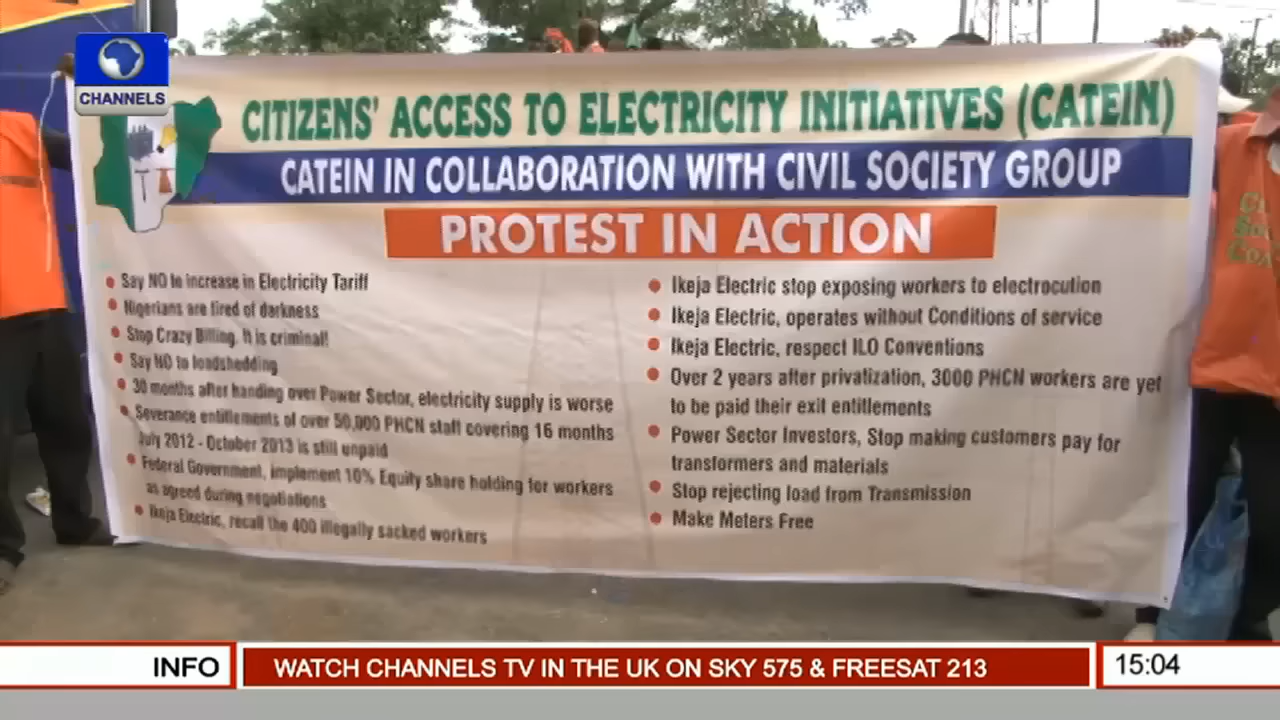 CHANNELS
CITIZENS' ACCESS TO ELECTRICITY INITIATIVES (CATEIN)
CATEIN IN COLLABORATION WITH CIVIL SOCIETY GROUP
PROTEST IN ACTION
Say NO to increase in Electricity Tariff
Nigerians are tired of darkness
Stop Crazy Billing. It is criminal!
Say NO to loadshedding
30 months after handing over Power Sector, electricity supply is worse
Severance entitlements of over 50,000 PHCN staff covering 16 months
July 2012 - October 2013 is still unpaid
Federal Government, implement 10% Equity share holding for workers
as agreed during negotiations
Ikeja Electric, recall the 400 illegally sacked workers
Ikeja Electric stop exposing workers to electrocution
Ikeja Electric, operates without Conditions of service
Ikeja Electric, respect ILO Conventions
Over 2 years after privatization, 3000 PHCN workers are yet
to be paid their exit entitlements
Power Sector Investors, Stop making customers pay for
transformers and materials
Stop rejecting load from Transmission
Make Meters Free
INFO
WATCH CHANNELS TV IN THE UK ON SKY 575 & FREESAT 213
15:04